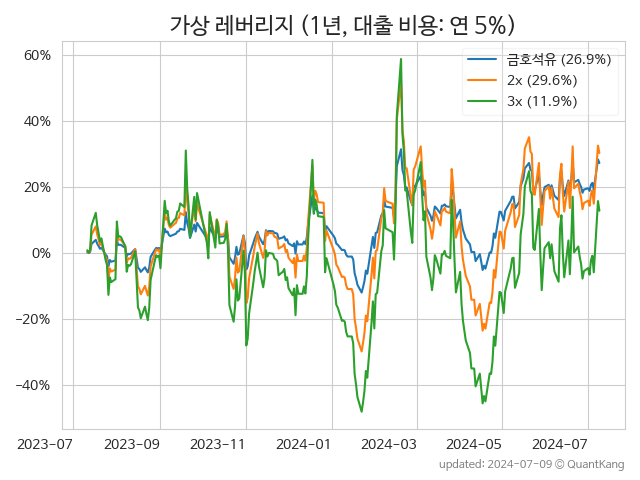 가상 레버리지 (1년, 대출 비용: 연 5%)
금호석유 (26.9%)
2x (29.6%)
3x (11.9%)
60%
40%
20%
0%
−20%
−40%
2023-07 2023-09 2023-11 2024-01 2024-03 2024-05 2024-07
updated: 2024-07-09 © QuantKang